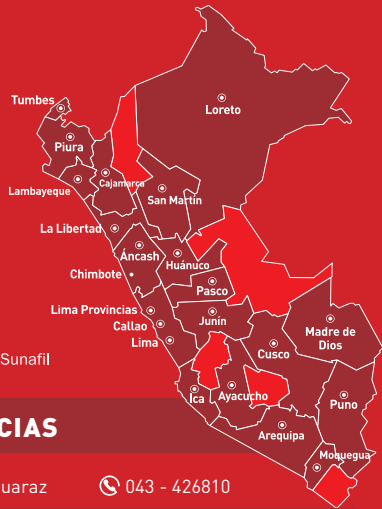 Tumbes
Loreto
Piura
Cajamarca
Lambayeque
San Martín
La Libertad
Áncash
Huánuco
Chimbote
Pasco
Lima Provincias
Callao
Junín
Lima
Madre de
Dios
Cusco
Sunafil
Ica
Ayacucho
Puno
CIAS
Arequipa
Moquegua
uaraz
043 - 426810